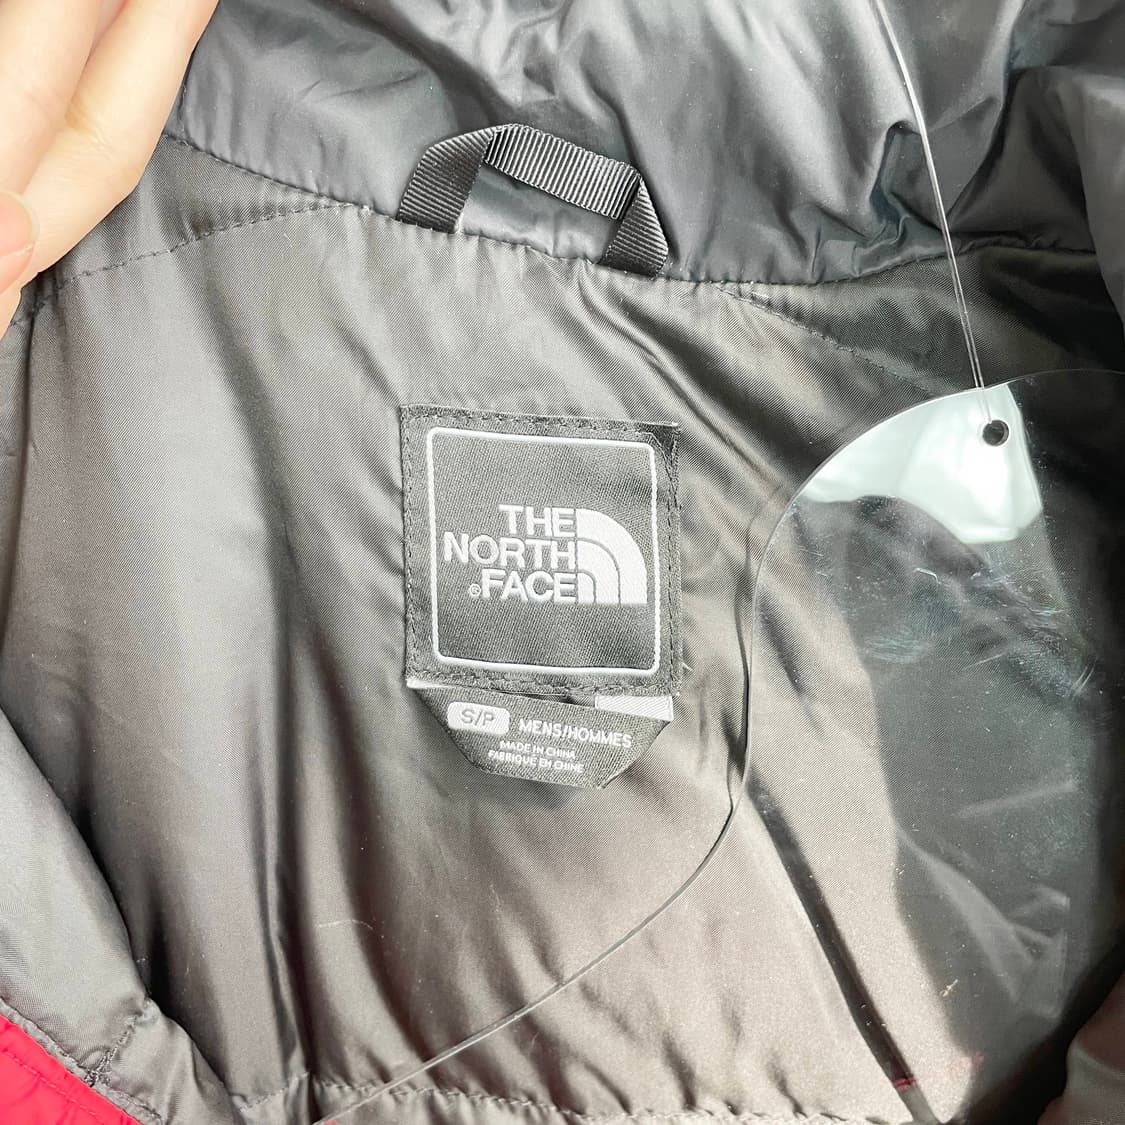 THE
NORTH
®FACE
S/P MENS/HOMMES
MADE IN CHINA
FABRIQUÉ EN CHINE